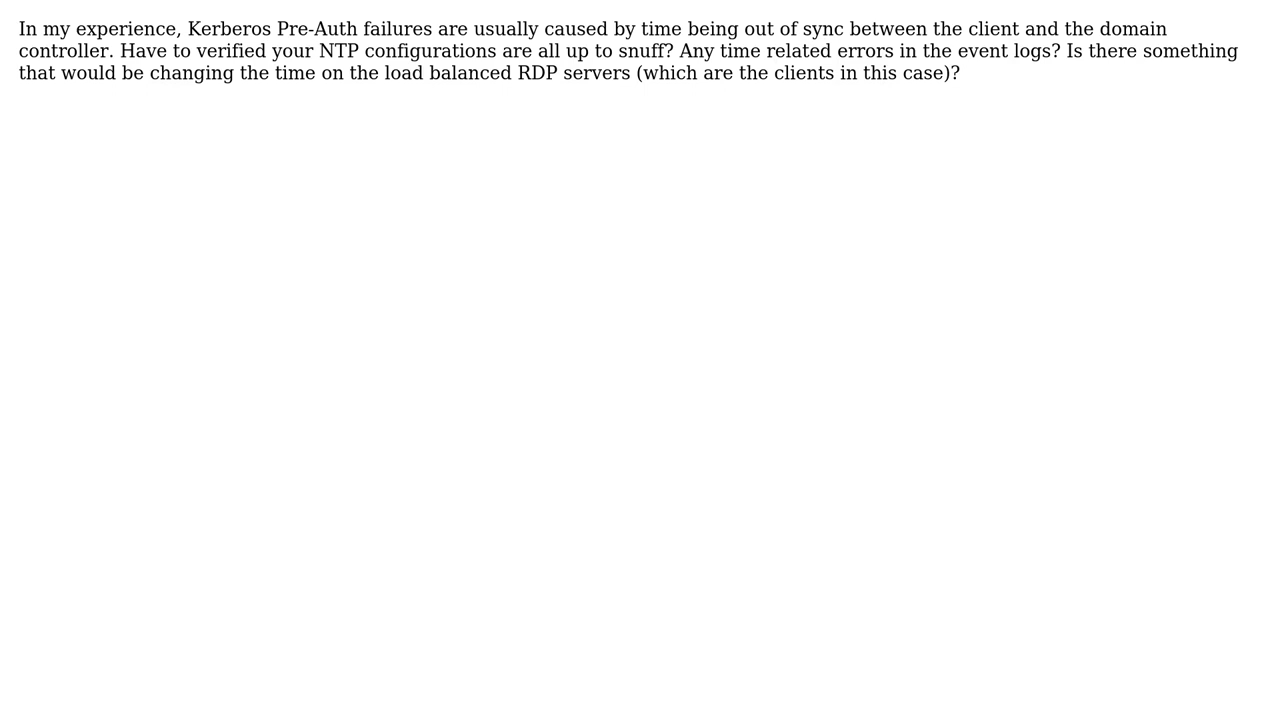 In my experience, Kerberos Pre-Auth failures are usually caused by time being out of sync between the client and the domain
controller. Have to verified your NTP configurations are all up to snuff? Any time related errors in the event logs? Is there something
that would be changing the time on the load balanced RDP servers (which are the clients in this case)?